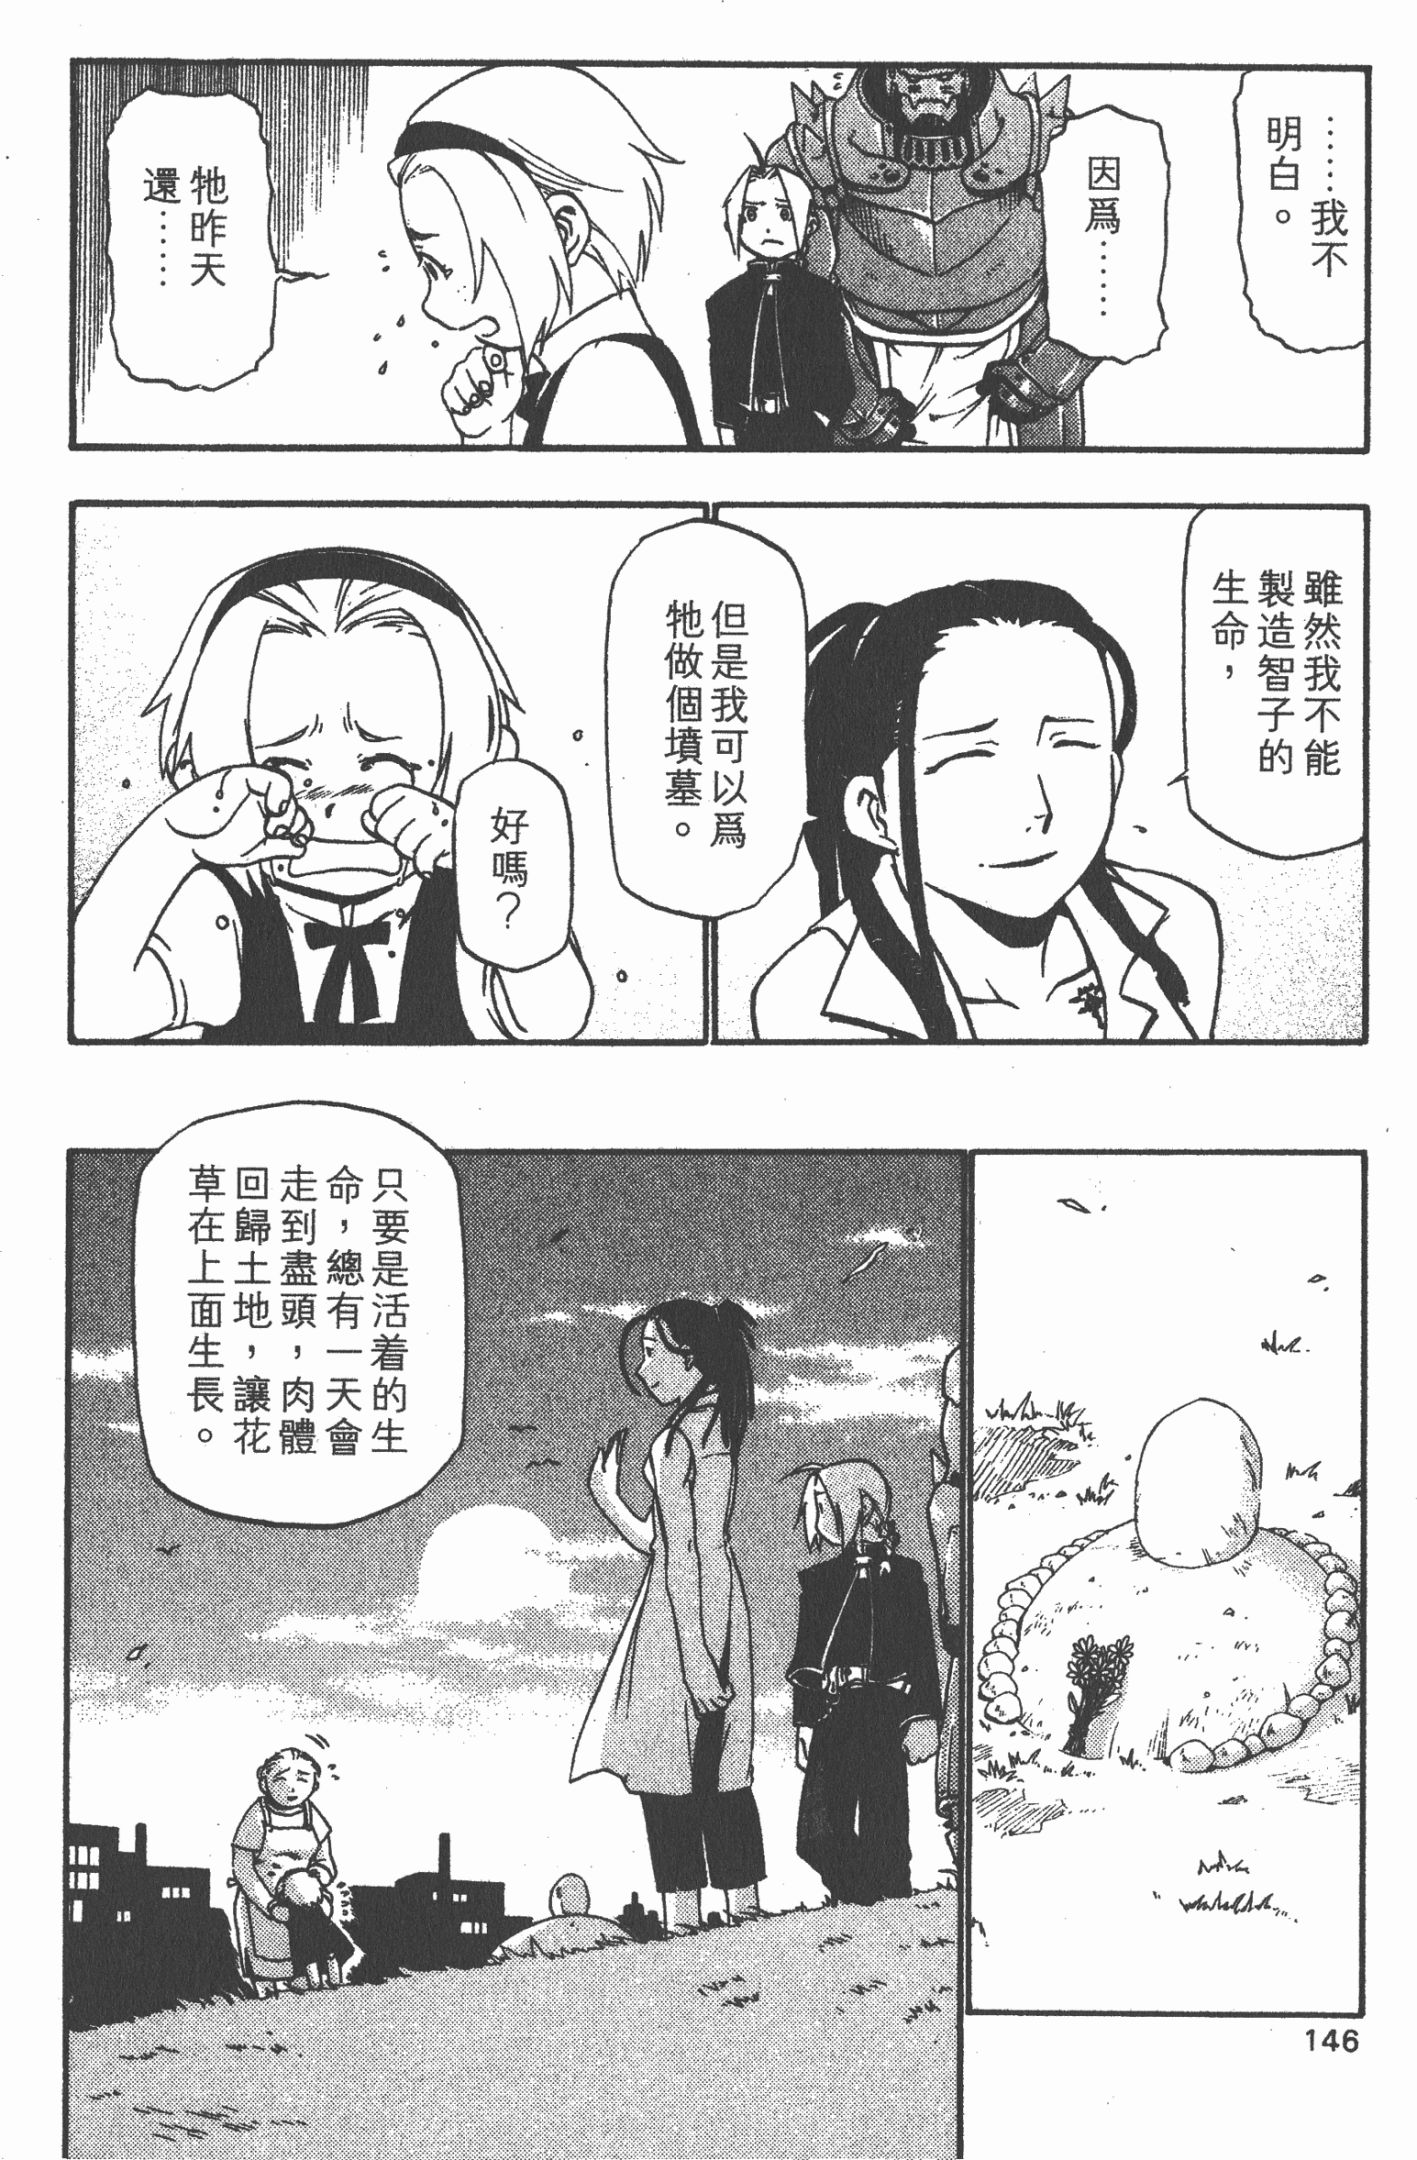 ……我不
明白。
因爲……
牠昨天
還……
雖然我不能
製造智子的
生命，
但是我可以爲
牠做個墳墓。
好嗎？
只要是活着的生
命，總有一天會
走到盡頭，肉體
回歸土地，讓花
草在上面生長。
146